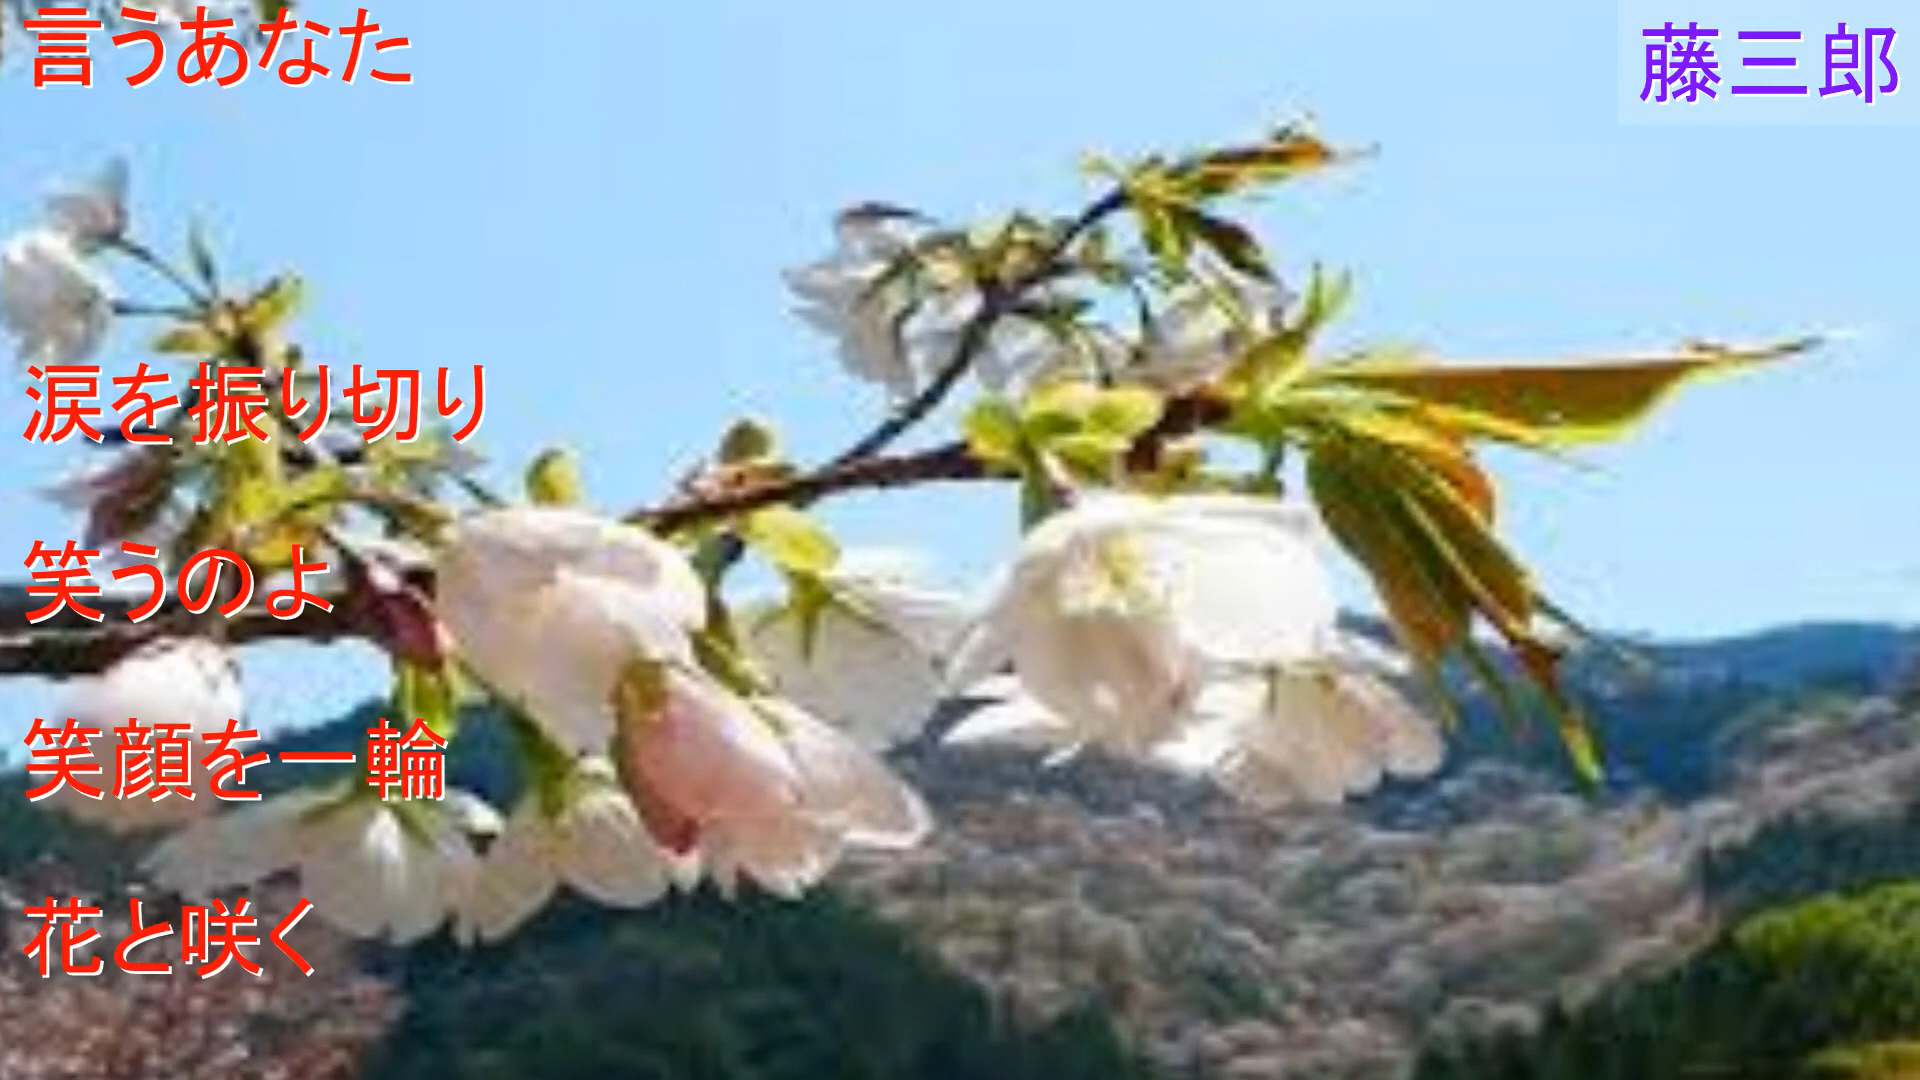 言うあなた
藤三郎
涙を振り切り
笑うのよ
笑顔を一輪
花と咲く